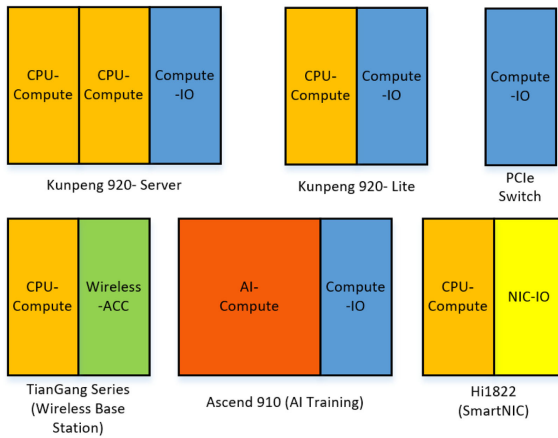 CPU-
Compute
CPU-
Compute
Compute
-IO
Kunpeng 920- Server
CPU-
Compute
Compute
-IO
Kunpeng 920- Lite
Compute
-IO
PCIe
Switch
CPU-
Compute
Wireless
-ACC
TianGang Series
(Wireless Base
Station)
AI-
Compute
Compute
-IO
Ascend 910 (AI Training)
CPU-
Compute
NIC-IO
Hi1822
(SmartNIC)